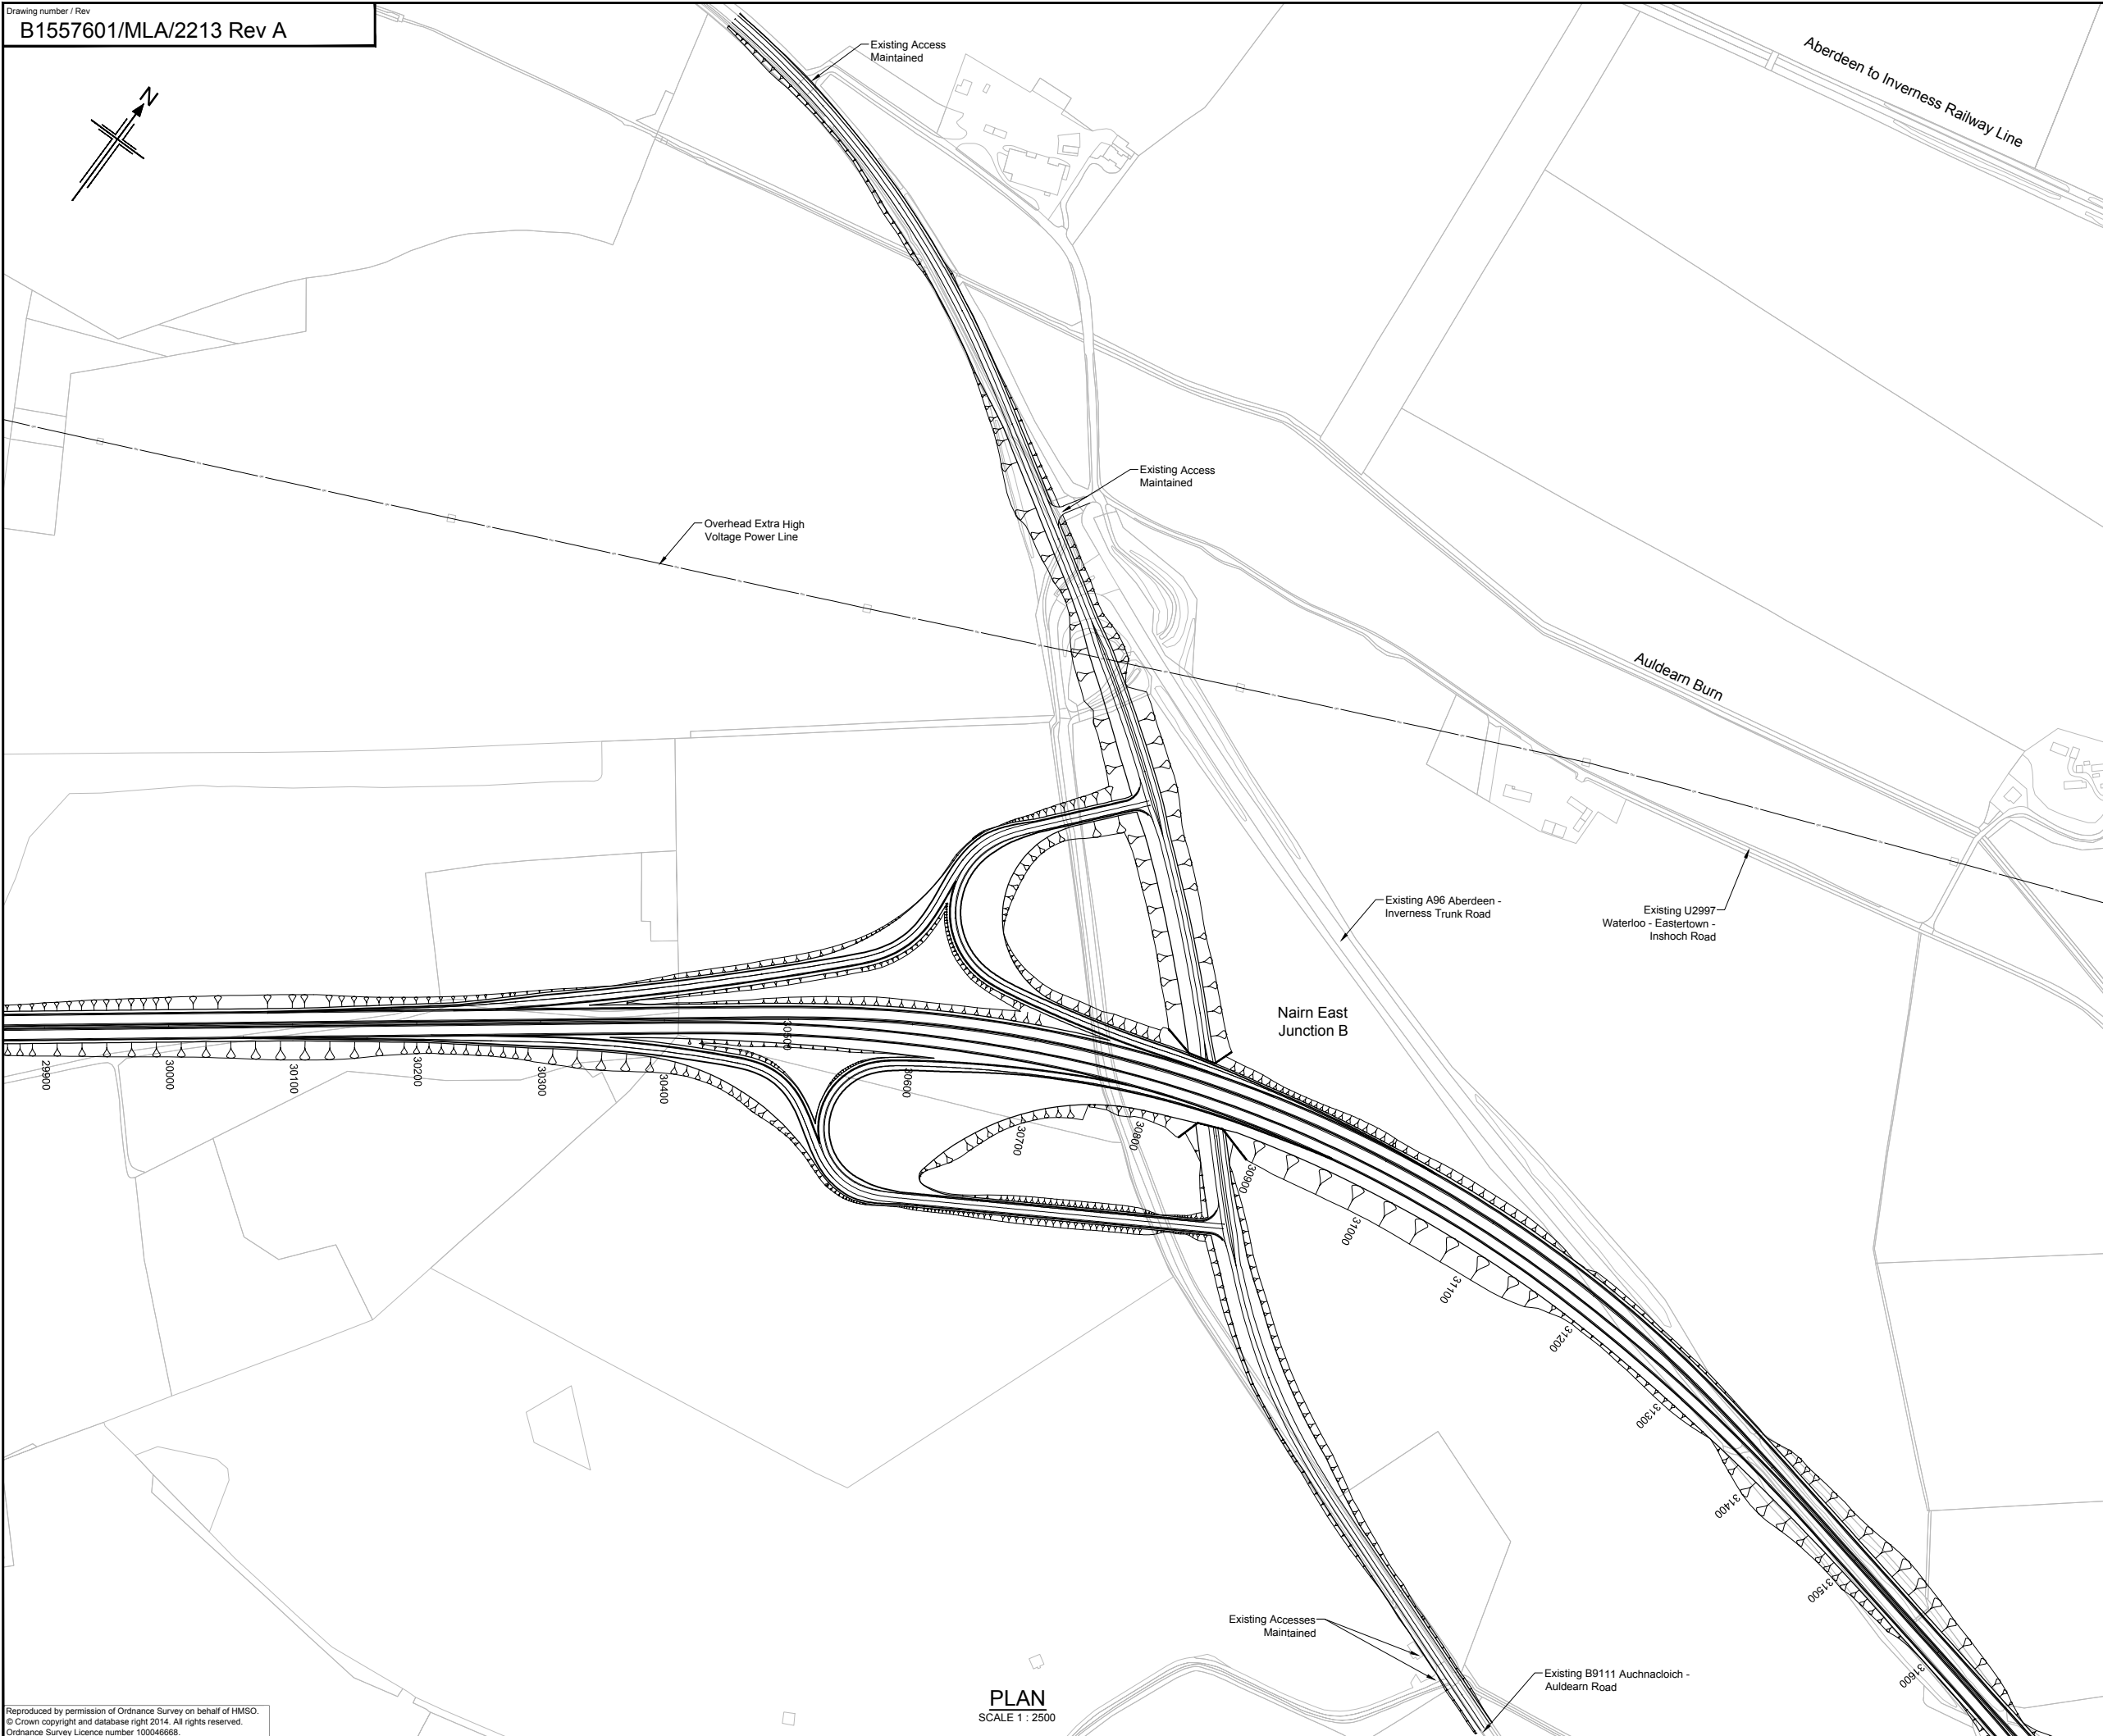 Drawing number / Rev
B1557601/MLA/2213 Rev A
N
Existing Access
Maintained
Aberdeen to Inverness Railway Line
Existing Access
Maintained
Overhead Extra High
Voltage Power Line
Auldearn Burn
Existing A96 Aberdeen -
Inverness Trunk Road
Existing U2997
Waterloo - Eastertown -
Inshoch Road
Nairn East
Junction B
29900
30000
30100
30200
30300
30400
30500
30600
30700
30800
30900
31000
31100
31200
31300
31400
31500
31600
Existing Accesses
Maintained
Existing B9111 Auchnacloich -
Auldearn Road
PLAN
SCALE 1 : 2500
Reproduced by permission of Ordnance Survey on behalf of HMSO.
© Crown copyright and database right 2014. All rights reserved.
Ordnance Survey Licence number 100046668.